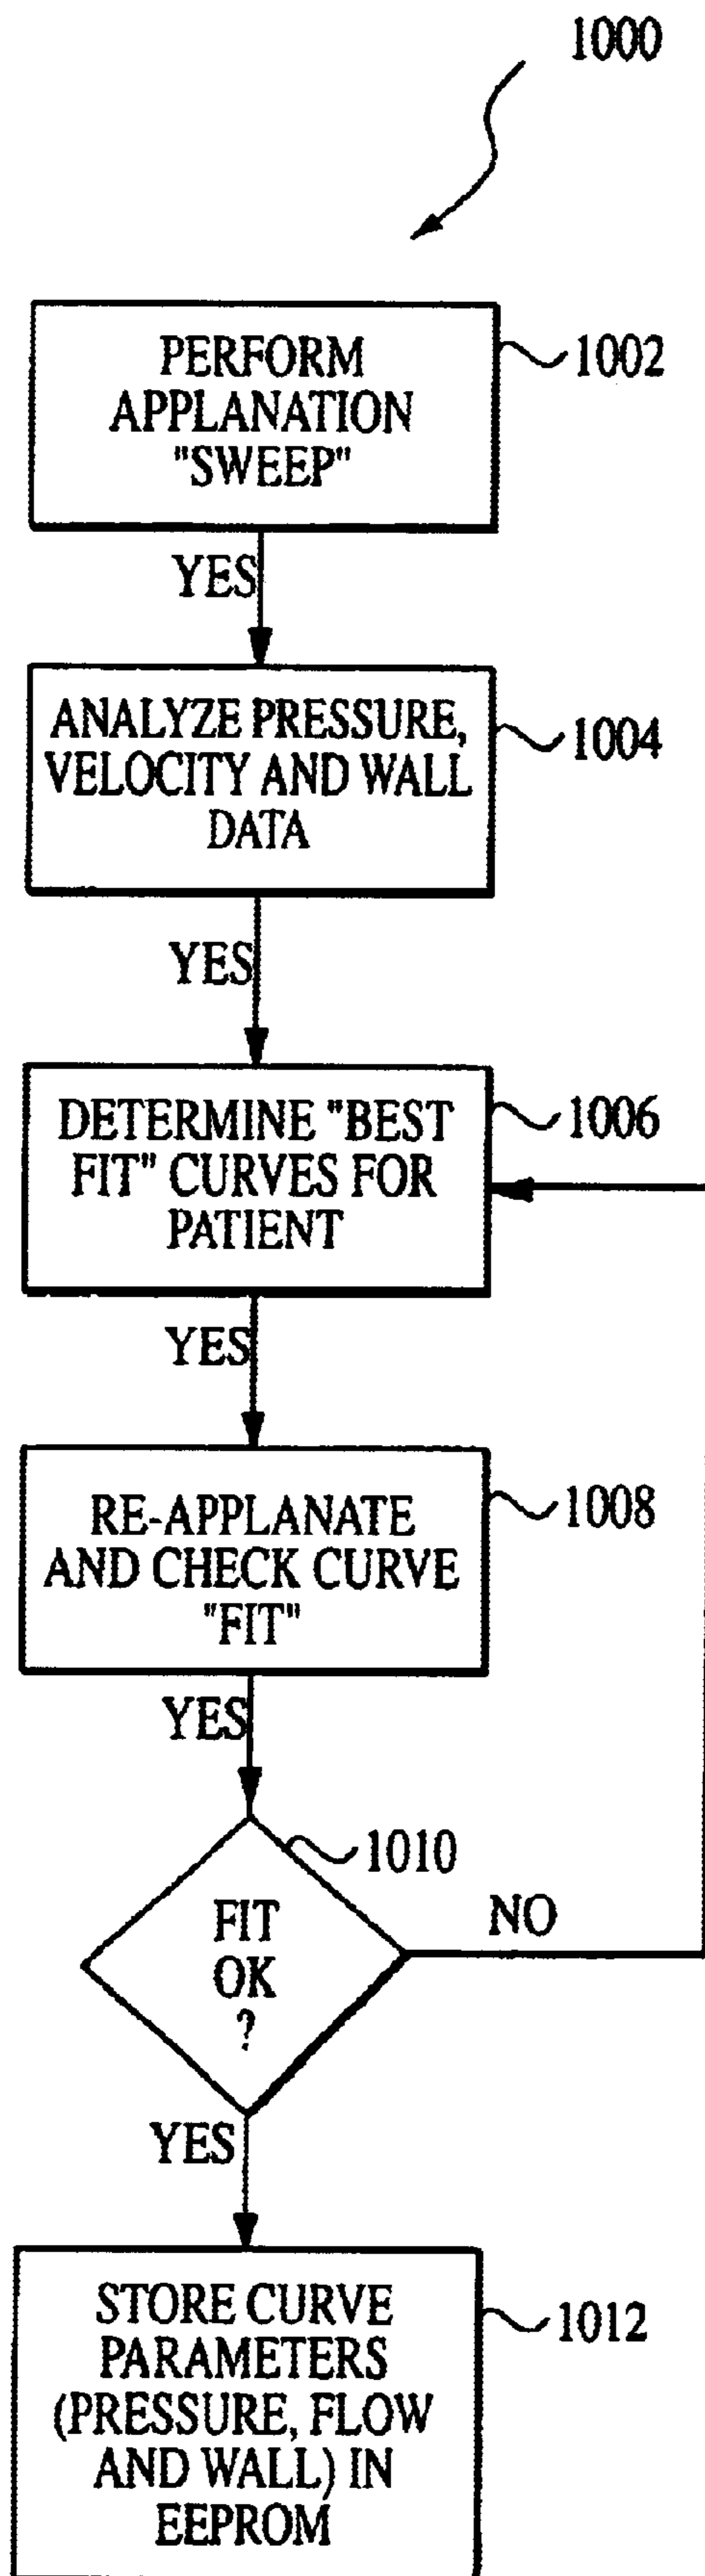 1000
PERFORM
APPLANATION
"SWEEP"
1002
YES
ANALYZE PRESSURE,
VELOCITY AND WALL
DATA
1004
YES
DETERMINE "BEST
FIT" CURVES FOR
PATIENT
1006
YES
RE-APPLANATE
AND CHECK CURVE
"FIT"
1008
YES
1010
FIT
OK
?
NO
YES
STORE CURVE
PARAMETERS
(PRESSURE, FLOW
AND WALL) IN
EEPROM
1012